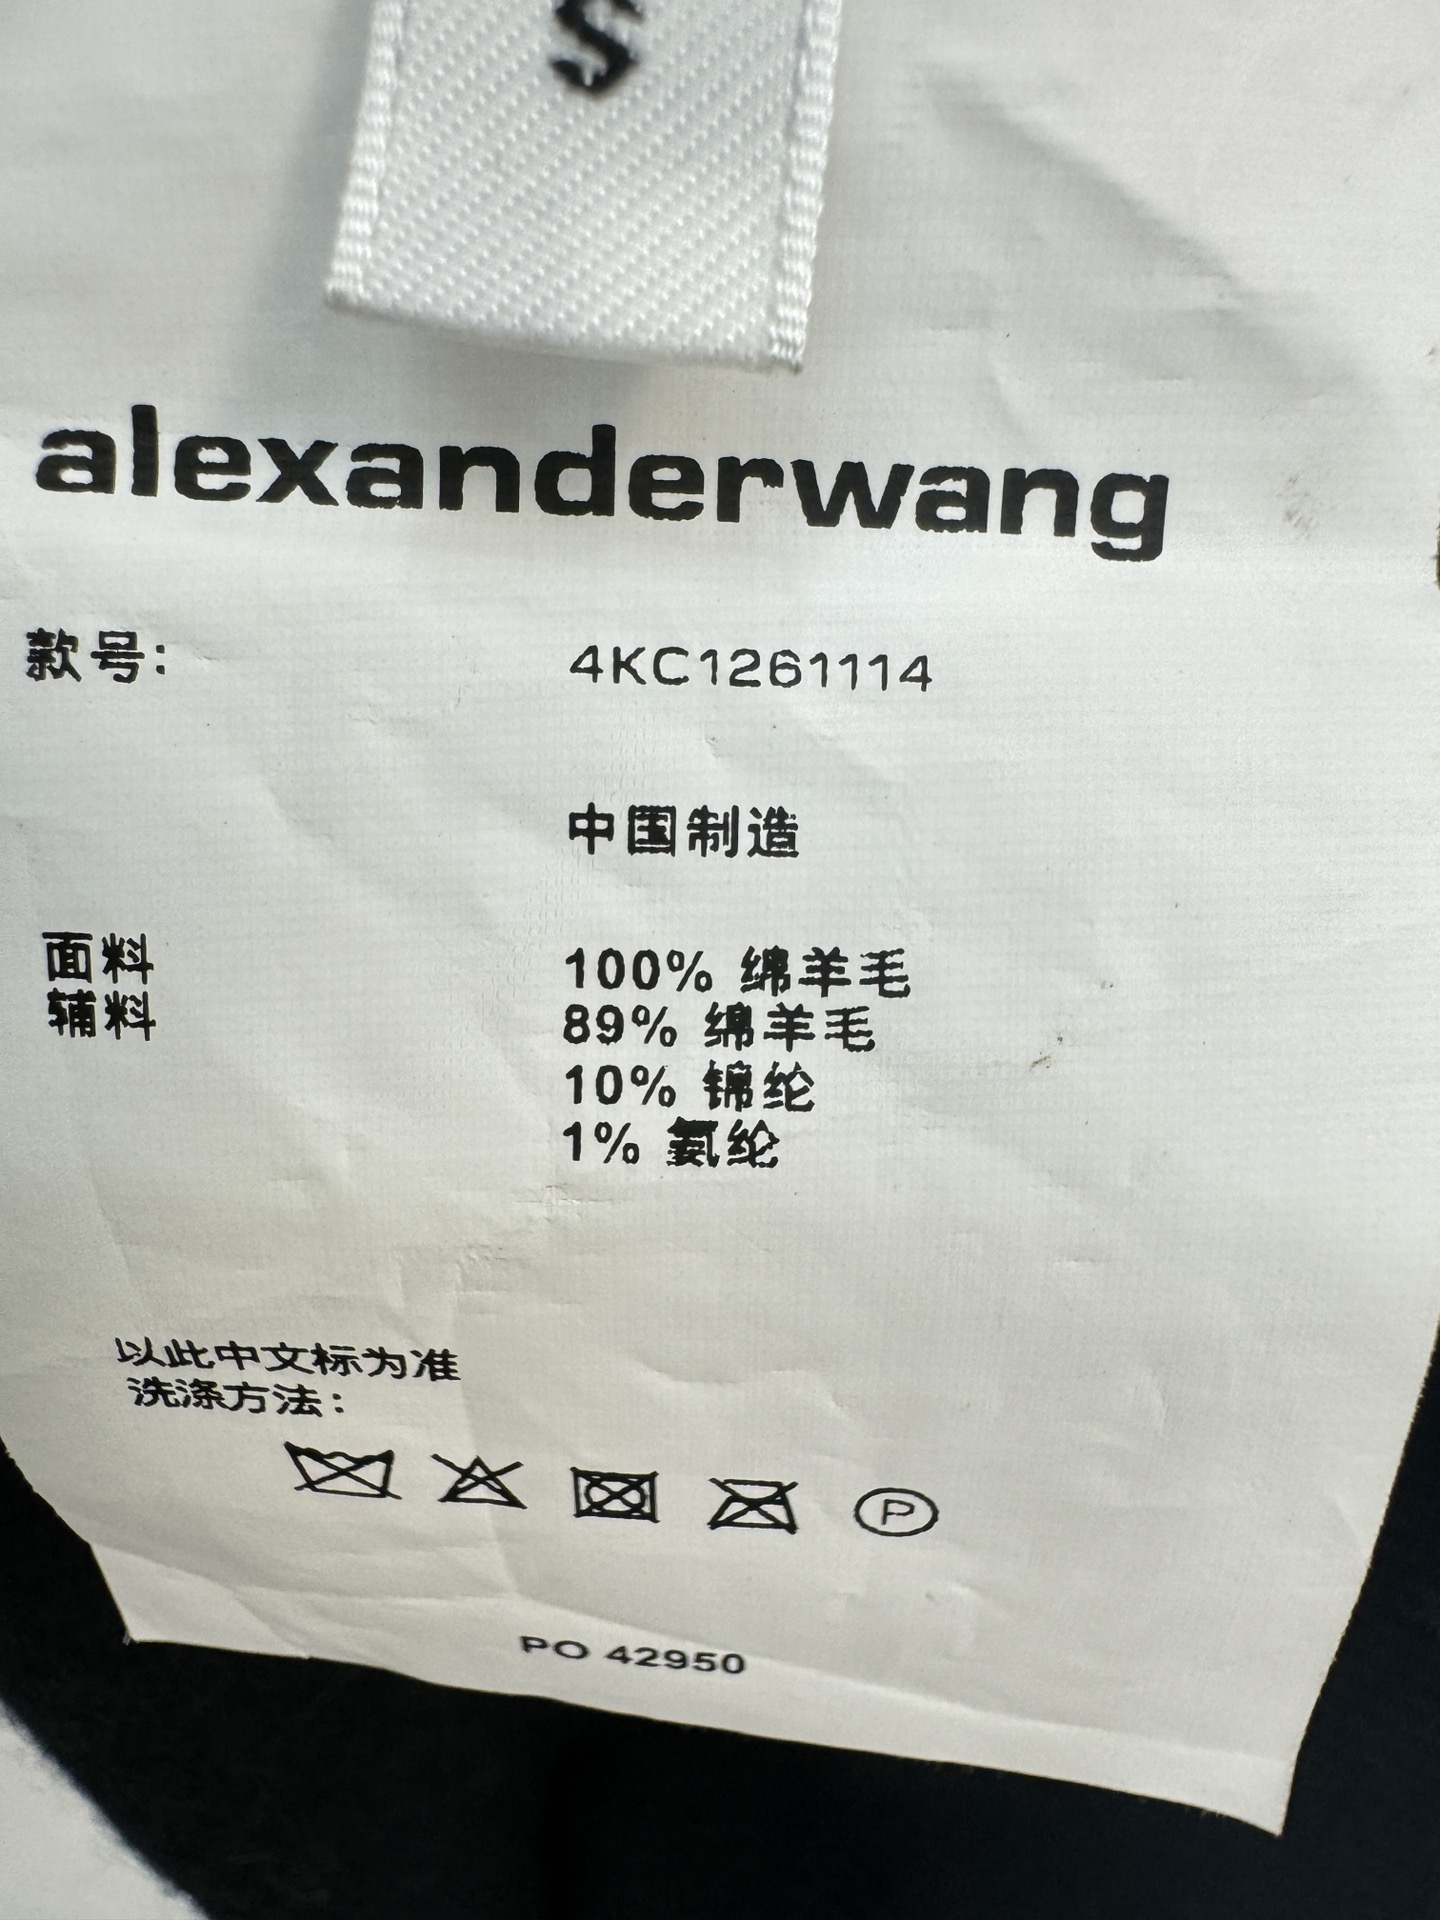 S
alexanderwang
款号: 4KC1261114
中国制造
面料 100% 绵羊毛
辅料 89% 绵羊毛
10% 锦纶
1% 氨纶
以此中文标为准
洗涤方法:
P
PO 42950